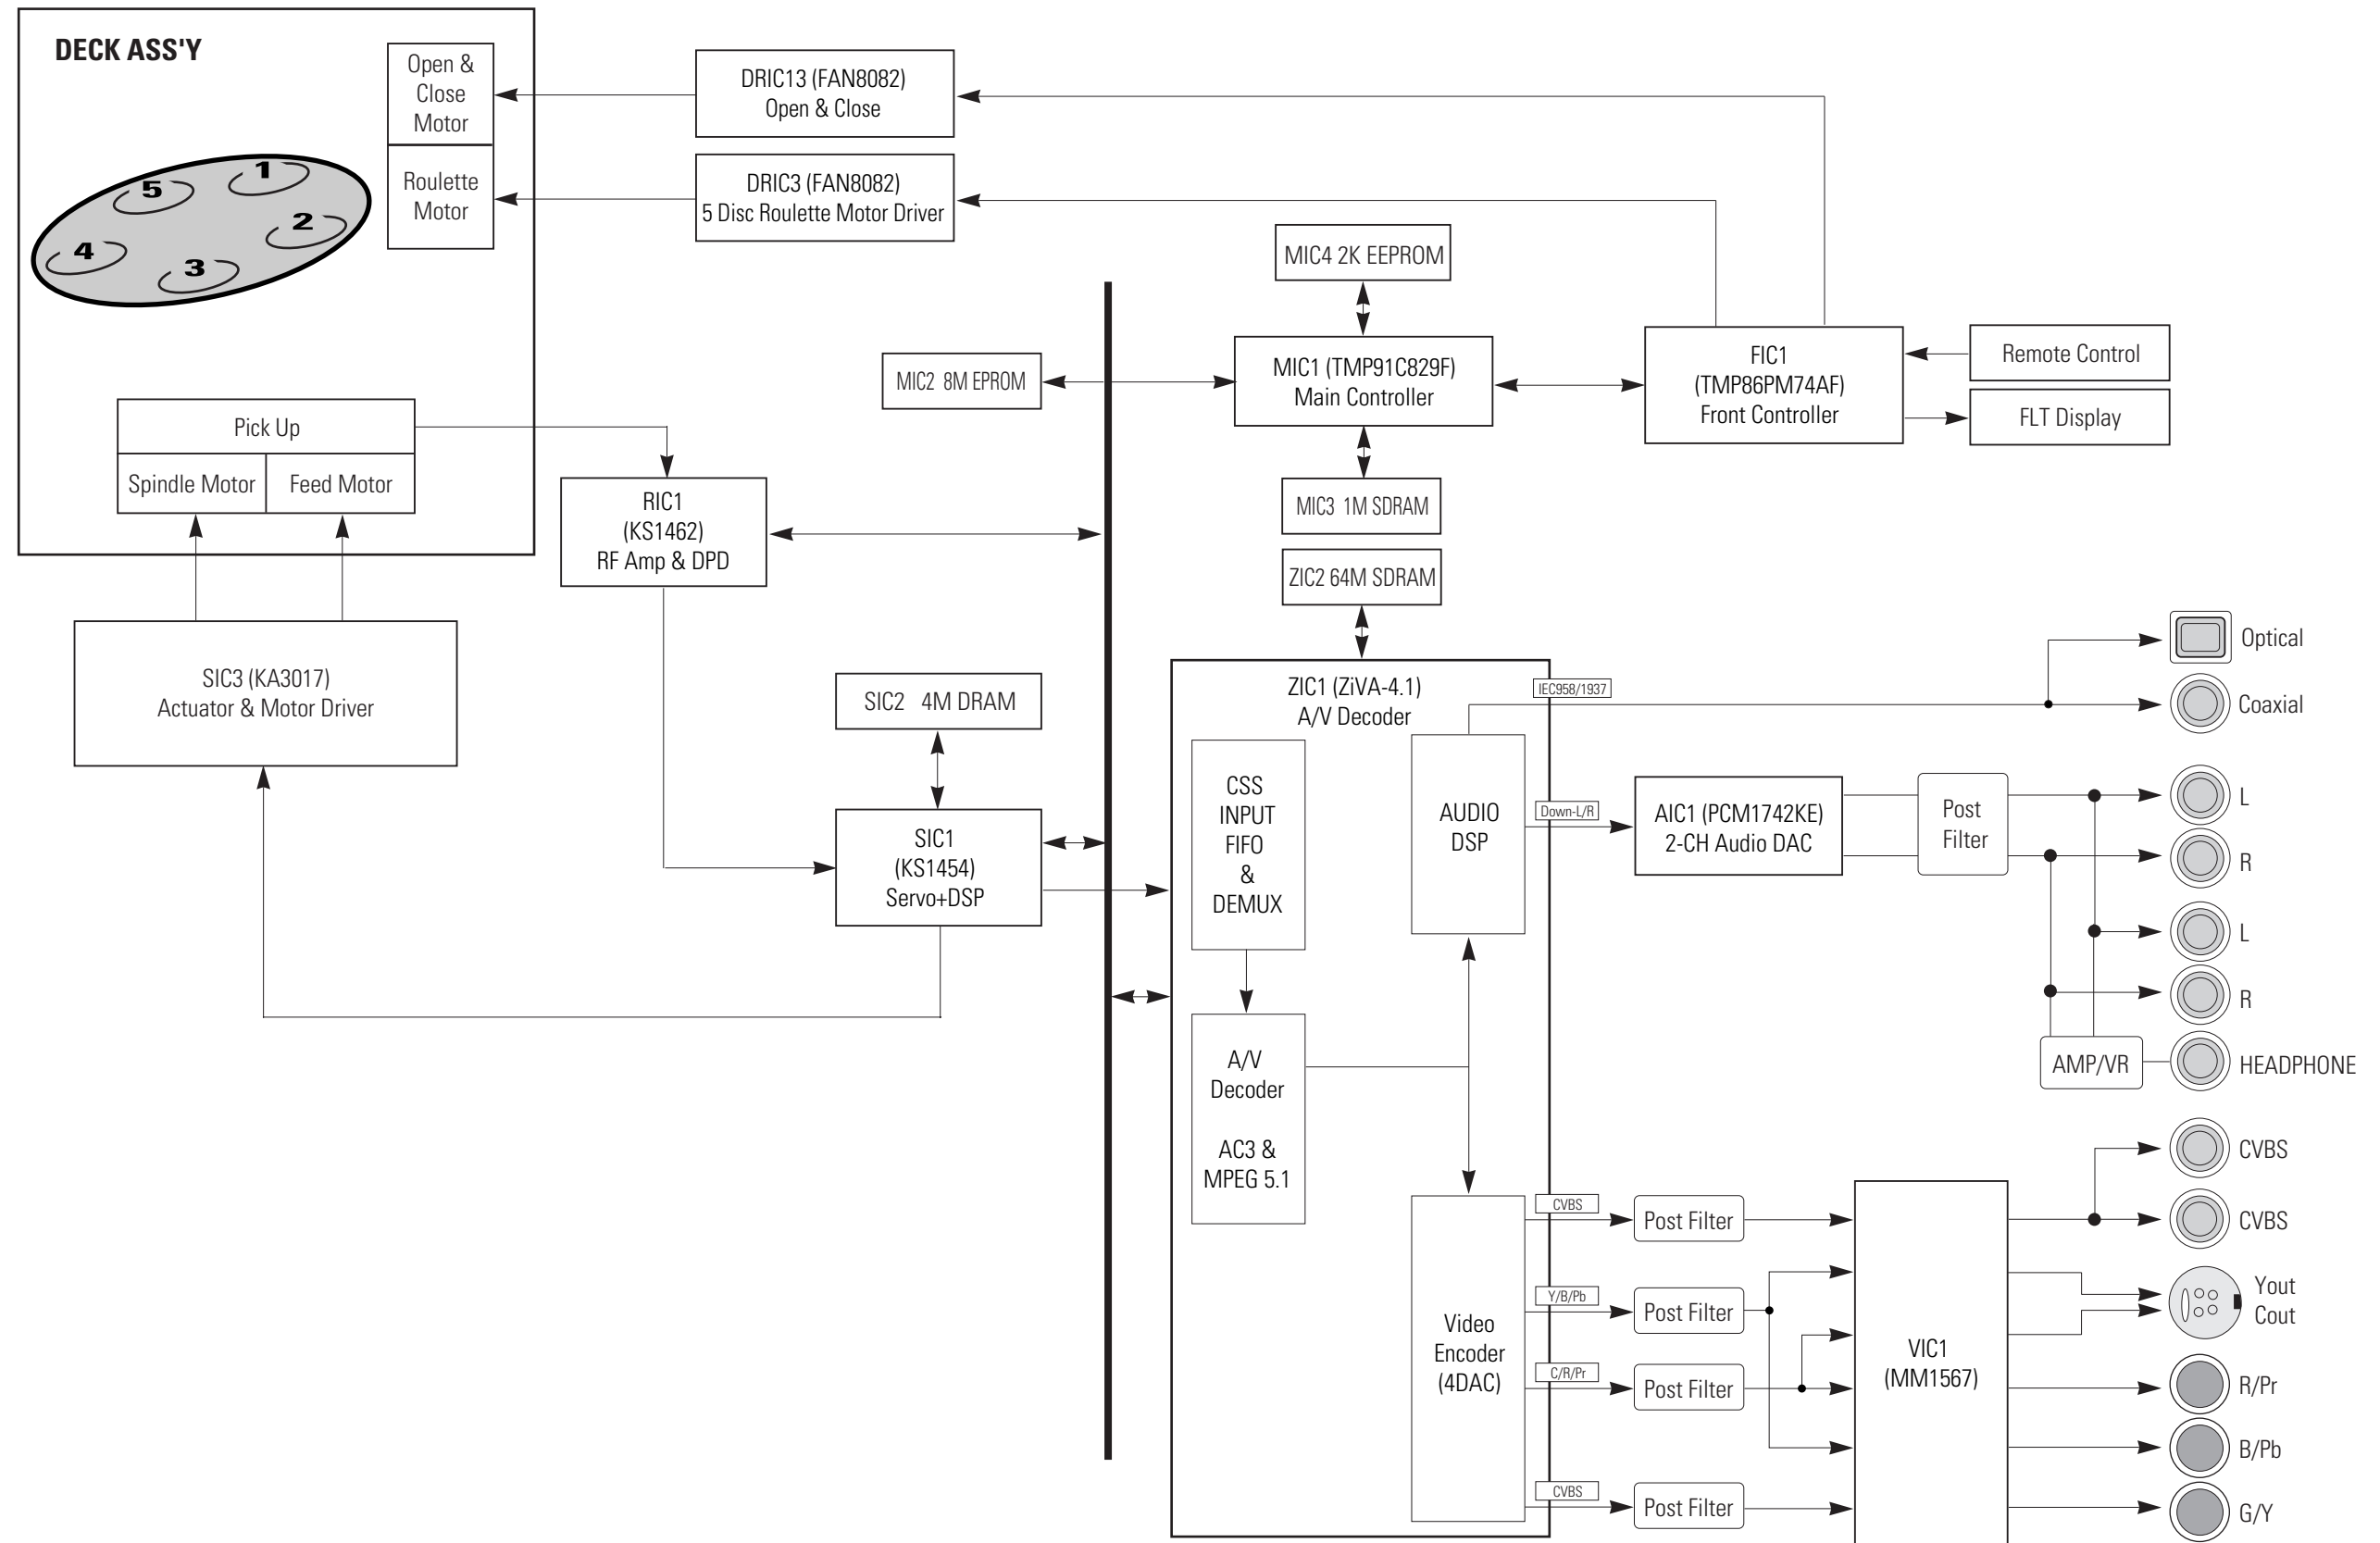 DECK ASS'Y
Open &
Close
Motor
Roulette
Motor
1
2
3
4
5
DRIC13 (FAN8082)
Open & Close
DRIC3 (FAN8082)
5 Disc Roulette Motor Driver
MIC4 2K EEPROM
MIC2 8M EPROM
MIC1 (TMP91C829F)
Main Controller
FIC1
(TMP86PM74AF)
Front Controller
Remote Control
FLT Display
Pick Up
Spindle Motor
Feed Motor
RIC1
(KS1462)
RF Amp & DPD
MIC3 1M SDRAM
ZIC2 64M SDRAM
SIC3 (KA3017)
Actuator & Motor Driver
SIC2 4M DRAM
SIC1
(KS1454)
Servo+DSP
ZIC1 (ZiVA-4.1)
A/V Decoder
CSS
INPUT
FIFO
&
DEMUX
AUDIO
DSP
A/V
Decoder
AC3 &
MPEG 5.1
Video
Encoder
(4DAC)
IEC958/1937
Down-L/R
AIC1 (PCM1742KE)
2-CH Audio DAC
Post
Filter
Optical
Coaxial
L
R
L
R
AMP/VR
HEADPHONE
CVBS
Post Filter
Y/B/Pb
Post Filter
C/R/Pr
Post Filter
CVBS
Post Filter
VIC1
(MM1567)
CVBS
CVBS
Yout
Cout
R/Pr
B/Pb
G/Y